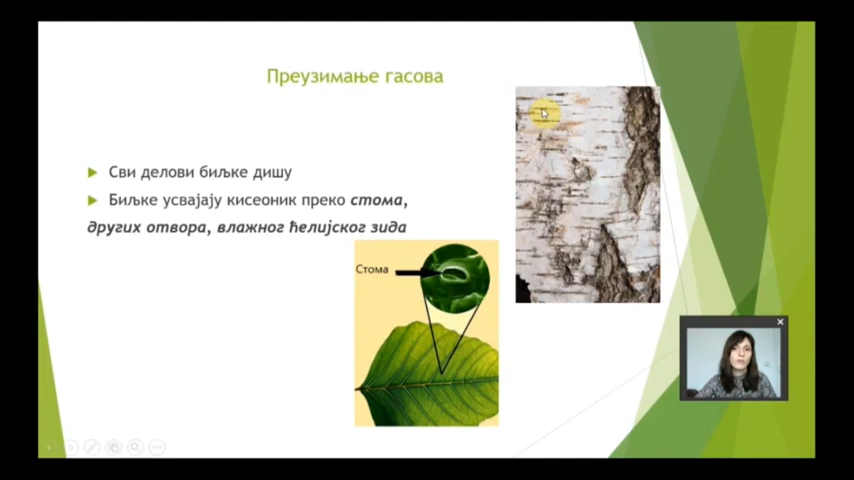 Преузимање гасова
Сви делови биљке дишу
Биљке усвајају кисеоник преко стома,
других отвора, влажног ћелијског зида
Стома